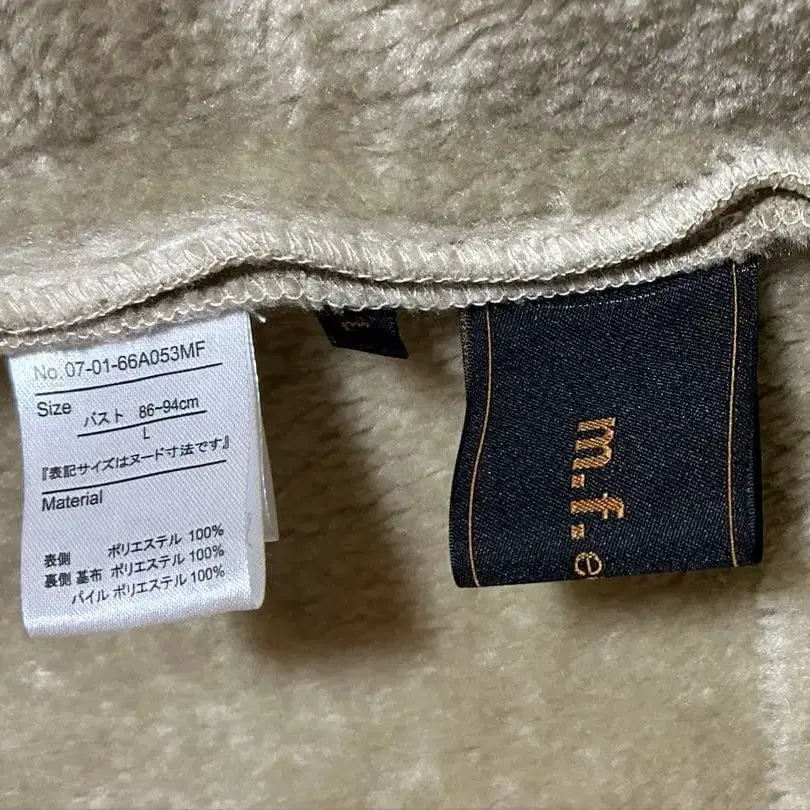 No. 07-01-66A053MF
Size バスト 86~94cm
L
『表記サイズはヌード寸法です』
Material
表側 ポリエステル 100%
裏側 基布 ポリエステル 100%
パイル ポリエステル 100%
m.f.e